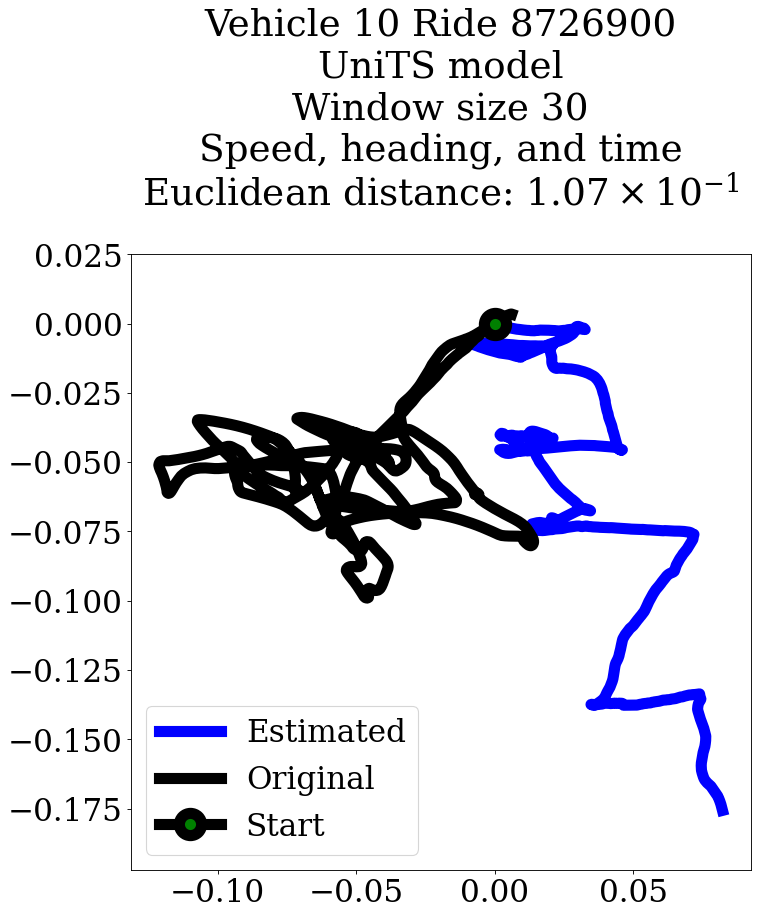 Vehicle 10 Ride 8726900
UniTS model
Window size 30
Speed, heading, and time
Euclidean distance: 1.07 × 10⁻¹
0.025
0.000
−0.025
−0.050
−0.075
−0.100
−0.125
−0.150
−0.175
Estimated
Original
Start
−0.10 −0.05 0.00 0.05